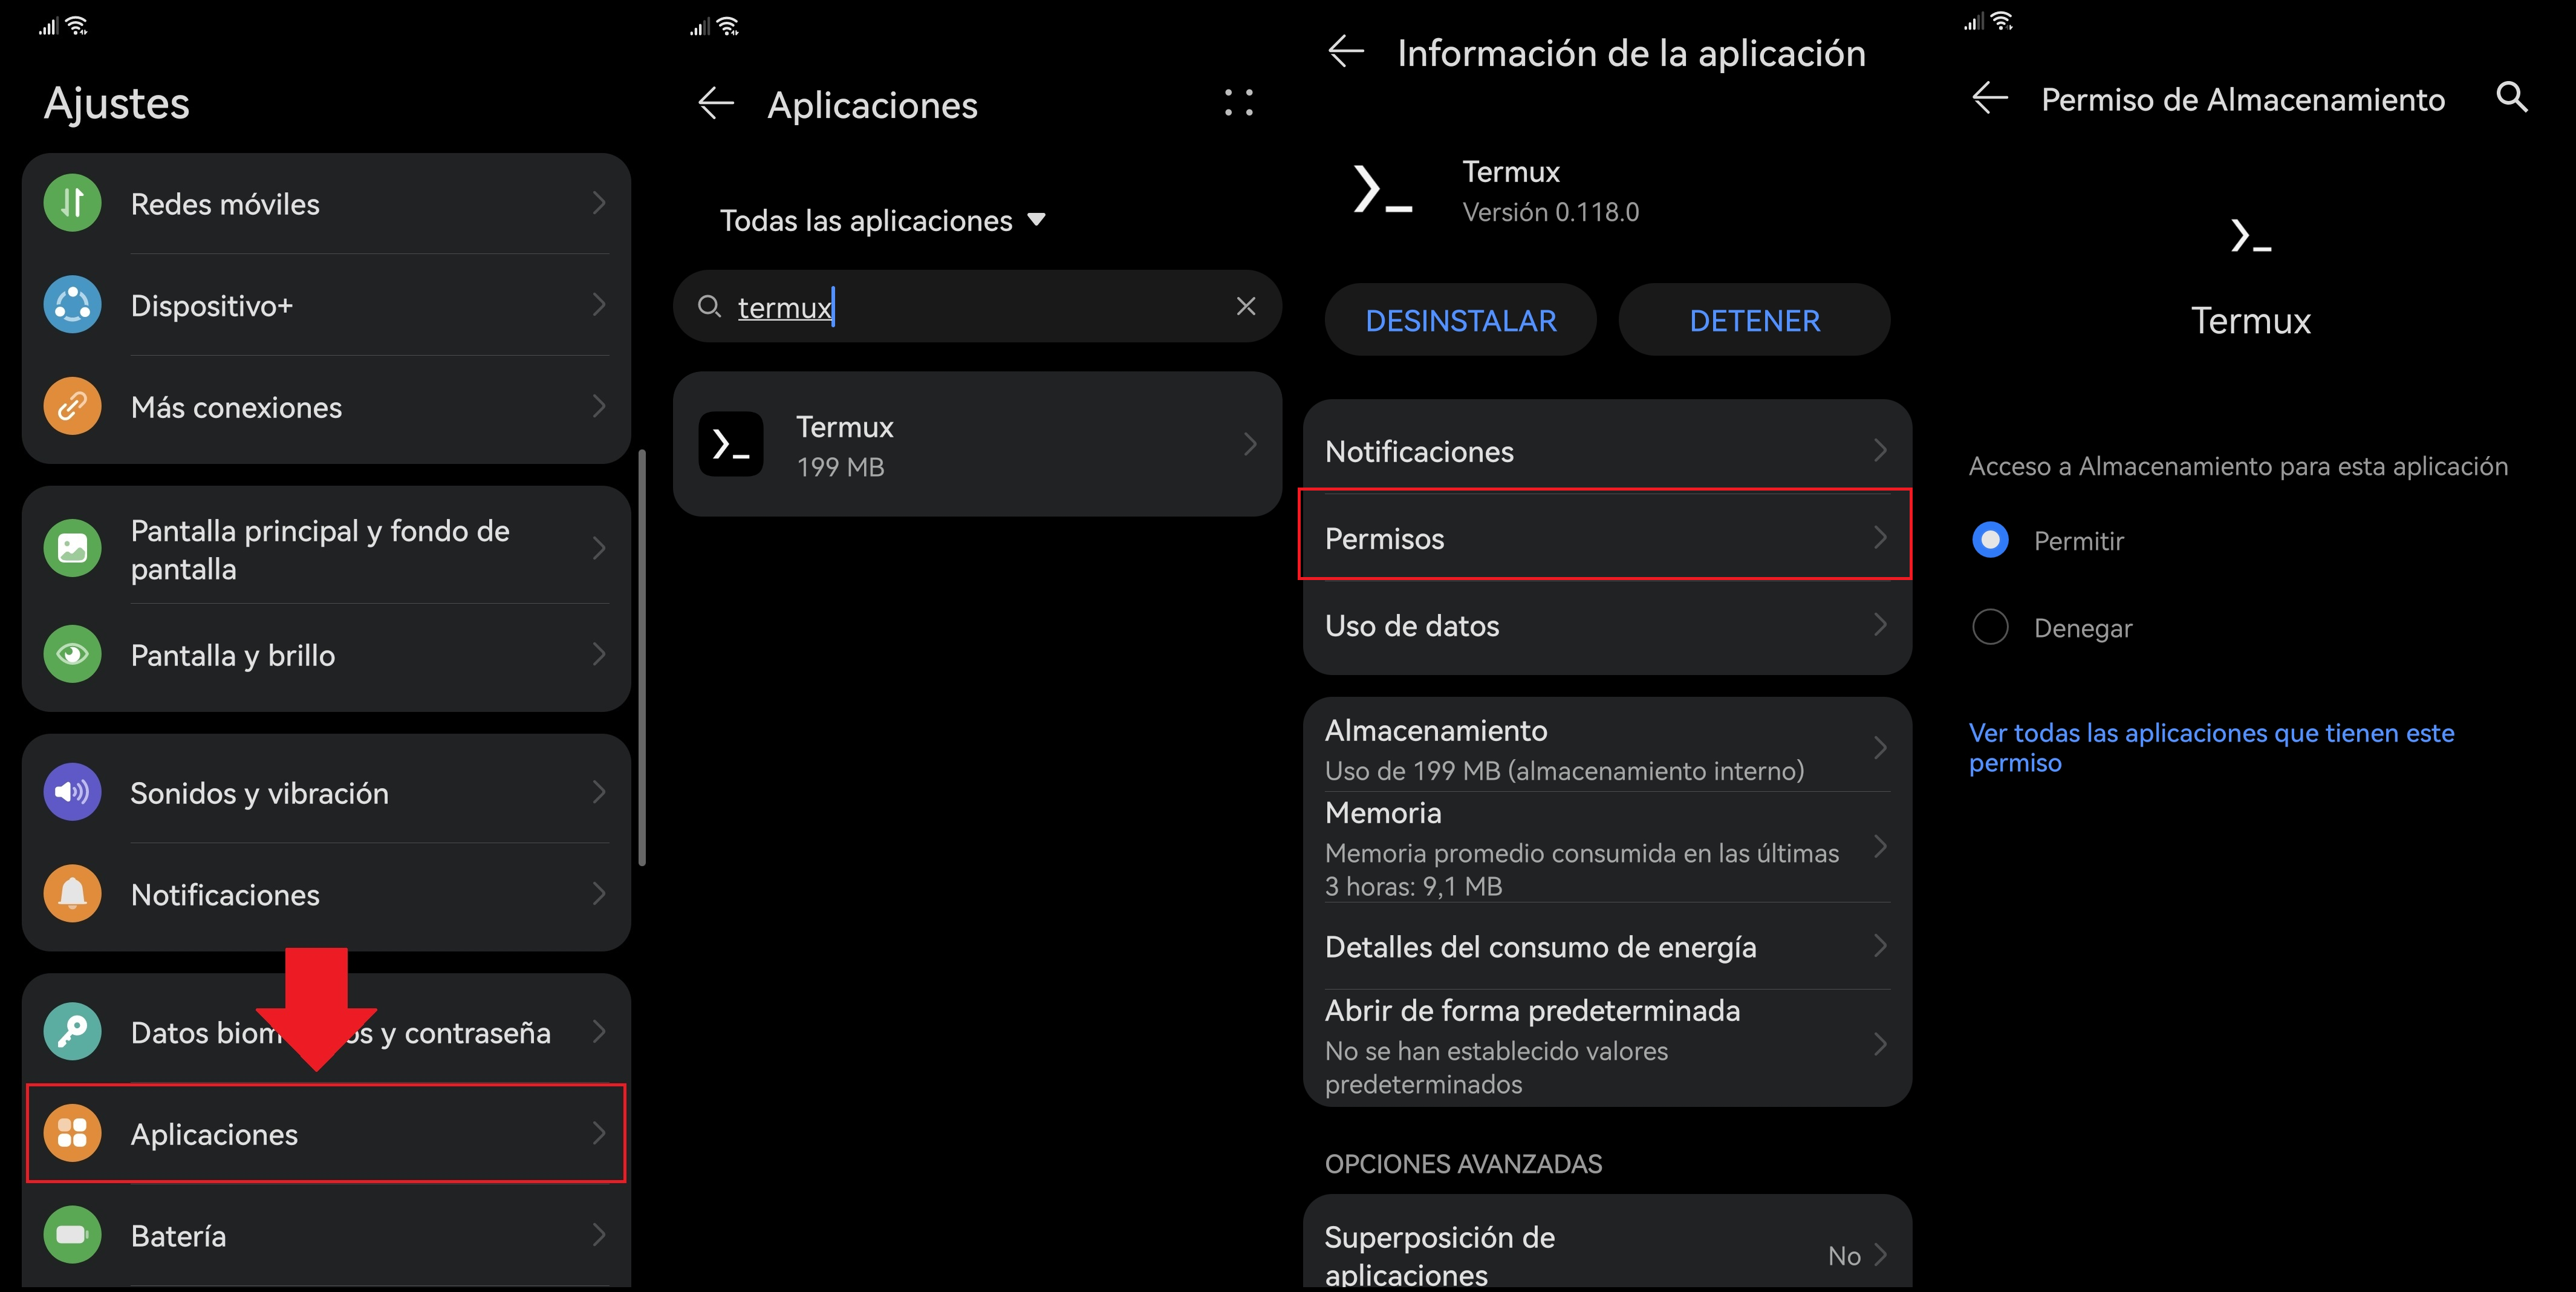 Ajustes
Redes móviles
Dispositivo+
Más conexiones
Pantalla principal y fondo de
pantalla
Pantalla y brillo
Sonidos y vibración
Notificaciones
Datos y contraseña
Aplicaciones
Batería
Aplicaciones
Todas las aplicaciones
termux
Termux
199 MB
Información de la aplicación
Termux
Versión 0.118.0
DESINSTALAR
DETENER
Notificaciones
Permisos
Uso de datos
Almacenamiento
Uso de 199 MB (almacenamiento interno)
Memoria
Memoria promedio consumida en las últimas
3 horas: 9,1 MB
Detalles del consumo de energía
Abrir de forma predeterminada
No se han establecido valores
predeterminados
OPCIONES AVANZADAS
Superposición de
aplicaciones
No
Permiso de Almacenamiento
Termux
Acceso a Almacenamiento para esta aplicación
Permitir
Denegar
Ver todas las aplicaciones que tienen este
permiso